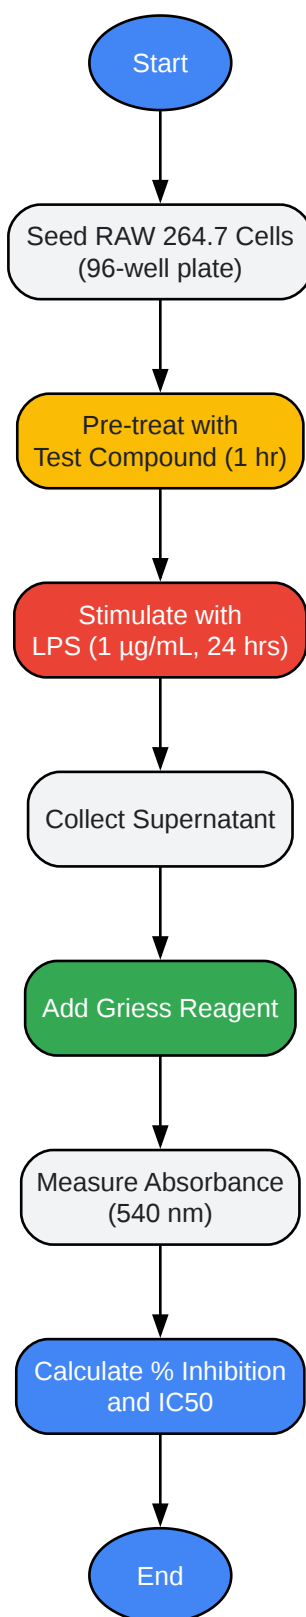 Start
Seed RAW 264.7 Cells
(96-well plate)
Pre-treat with
Test Compound (1 hr)
Stimulate with
LPS (1 µg/mL, 24 hrs)
Collect Supernatant
Add Griess Reagent
Measure Absorbance
(540 nm)
Calculate % Inhibition
and IC50
End